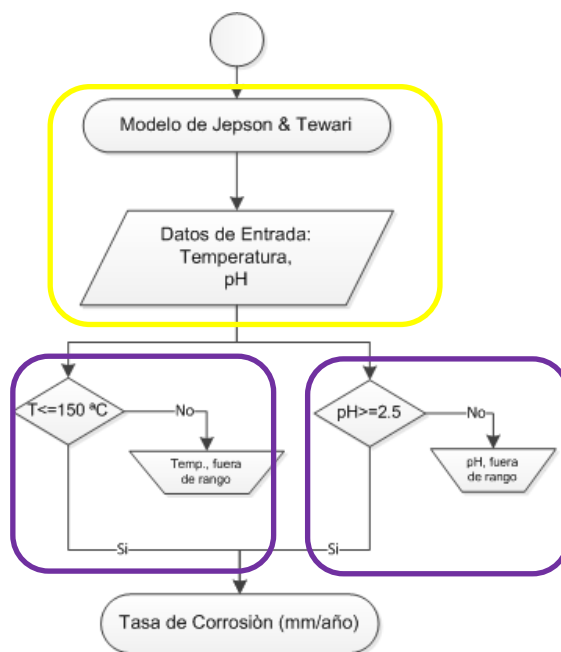 Modelo de Jepson & Tewari
Datos de Entrada:
Temperatura,
pH
T<=150 ªC
No
Temp., fuera
de rango
Si
pH>=2.5
No
pH, fuera
de rango
Si
Tasa de Corrosiòn (mm/año)